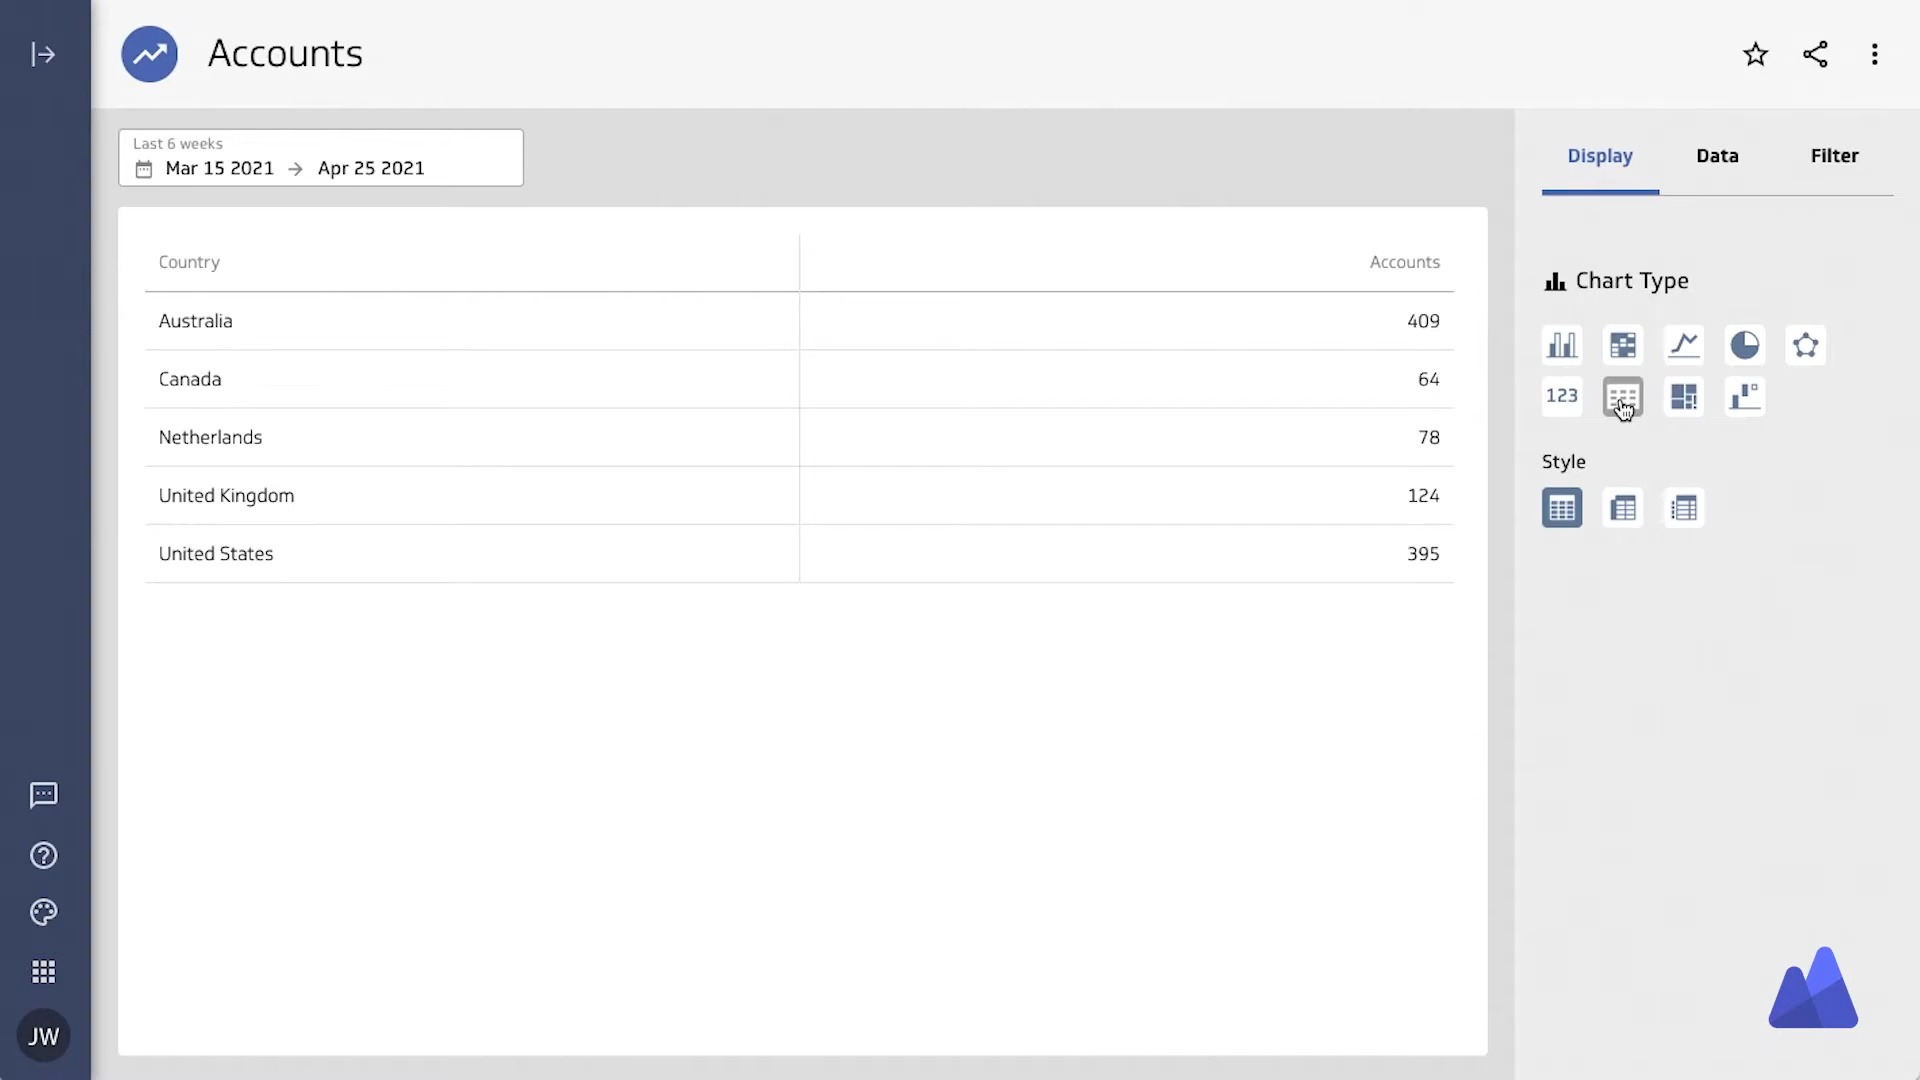 Accounts
Last 6 weeks
Mar 15 2021 → Apr 25 2021
Display Data Filter
Country Accounts
Australia 409
Canada 64
Netherlands 78
United Kingdom 124
United States 395
Chart Type
123
Style
JW